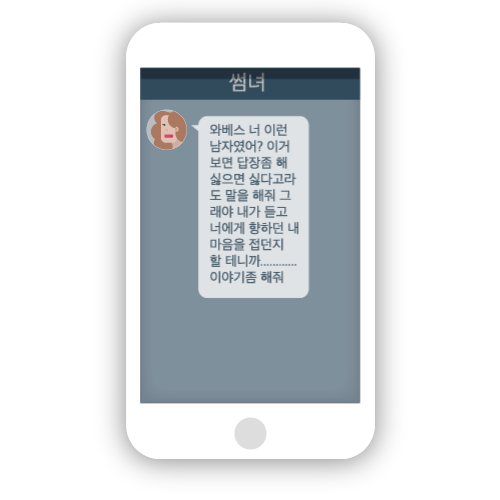 썸녀
와베스 너 이런
남자였어? 이거
보면 답장좀 해
싫으면 싫다고라
도 말을 해줘 그
래야 내가 듣고
너에게 향하던 내
마음을 접던지
할 테니까............
이야기좀 해줘